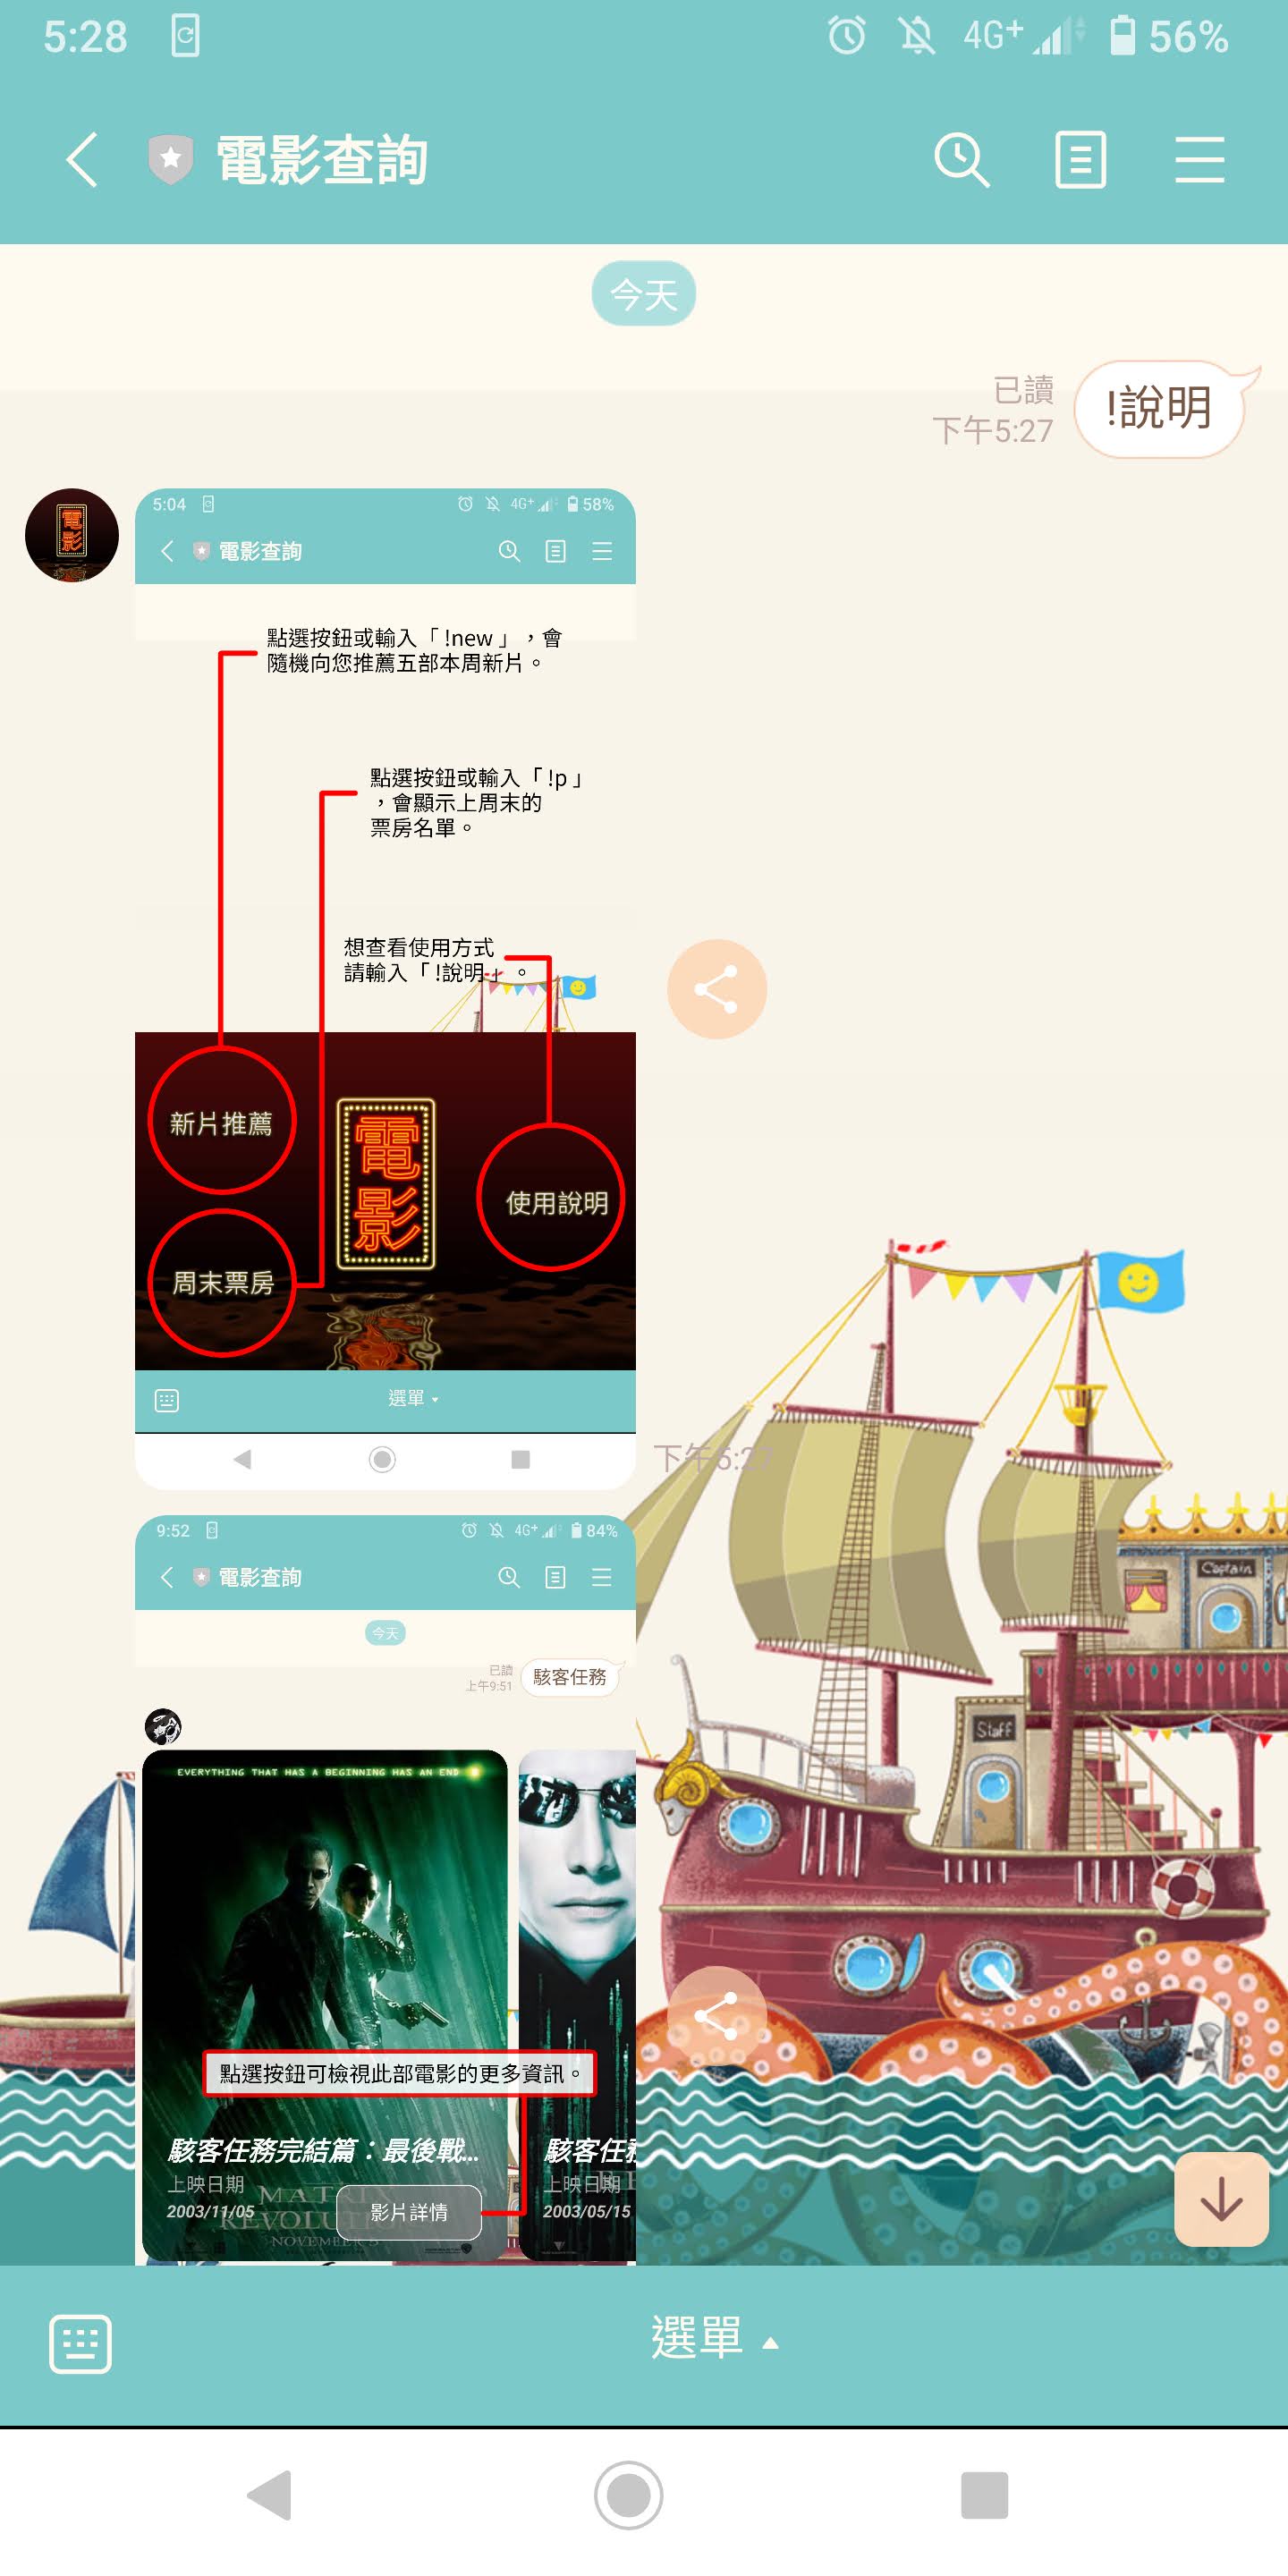 5:28
4G+ 56%
電影查詢
今天
!說明
已讀
下午5:27
5:04
4G+ 58%
電影查詢
點選按鈕或輸入「 !new 」，會
隨機向您推薦五部本周新片。
點選按鈕或輸入「 !p 」
，會顯示上周末的
票房名單。
想查看使用方式
請輸入「 !說明」 。
新片推薦
電影
使用說明
周末票房
選單
下午5:27
9:52
4G+ 84%
電影查詢
今天
已讀
上午9:51
駭客任務
EVERYTHING THAT HAS A BEGINNING HAS AN END
點選按鈕可檢視此部電影的更多資訊。
駭客任務完結篇：最後戰...
上映日期
2003/11/05
影片詳情
駭客任務
上映日期
2003/05/15
Captain
Staff
選單